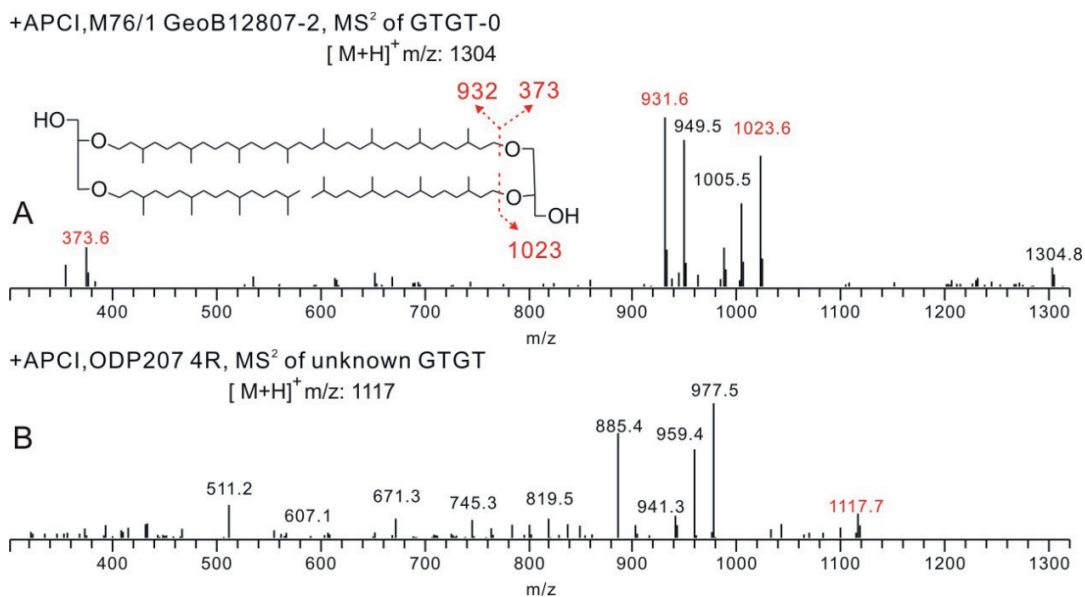 +APCI,M76/1 GeoB12807-2, MS² of GTGT-0
[M+H]⁺ m/z: 1304
932 373
HO
O O
O O
OH
1023
A
373.6
931.6
949.5
1005.5
1023.6
1304.8
400 500 600 700 800 900 1000 1100 1200 1300
m/z
+APCI,ODP207 4R, MS² of unknown GTGT
[M+H]⁺ m/z: 1117
B
511.2
607.1
671.3
745.3
819.5
885.4
941.3
959.4
977.5
1117.7
400 500 600 700 800 900 1000 1100 1200 1300
m/z